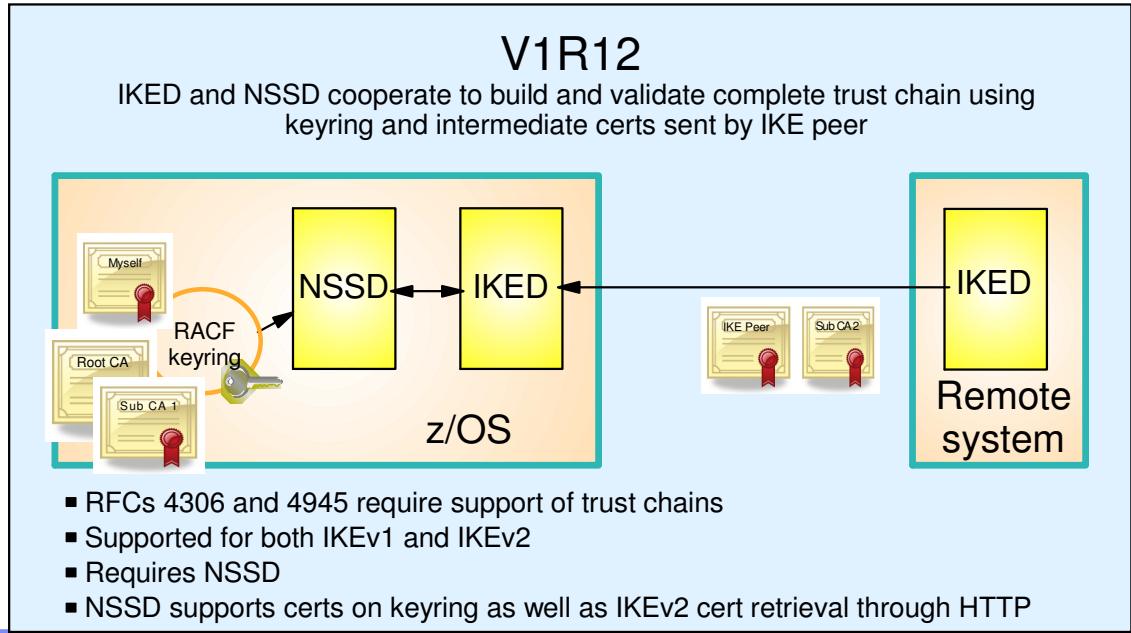 V1R12
IKED and NSSD cooperate to build and validate complete trust chain using
keyring and intermediate certs sent by IKE peer
Myself
Root CA
Sub CA 1
RACF
keyring
NSSD
IKED
z/OS
IKE Peer
Sub CA 2
IKED
Remote
system
■ RFCs 4306 and 4945 require support of trust chains
■ Supported for both IKEv1 and IKEv2
■ Requires NSSD
■ NSSD supports certs on keyring as well as IKEv2 cert retrieval through HTTP